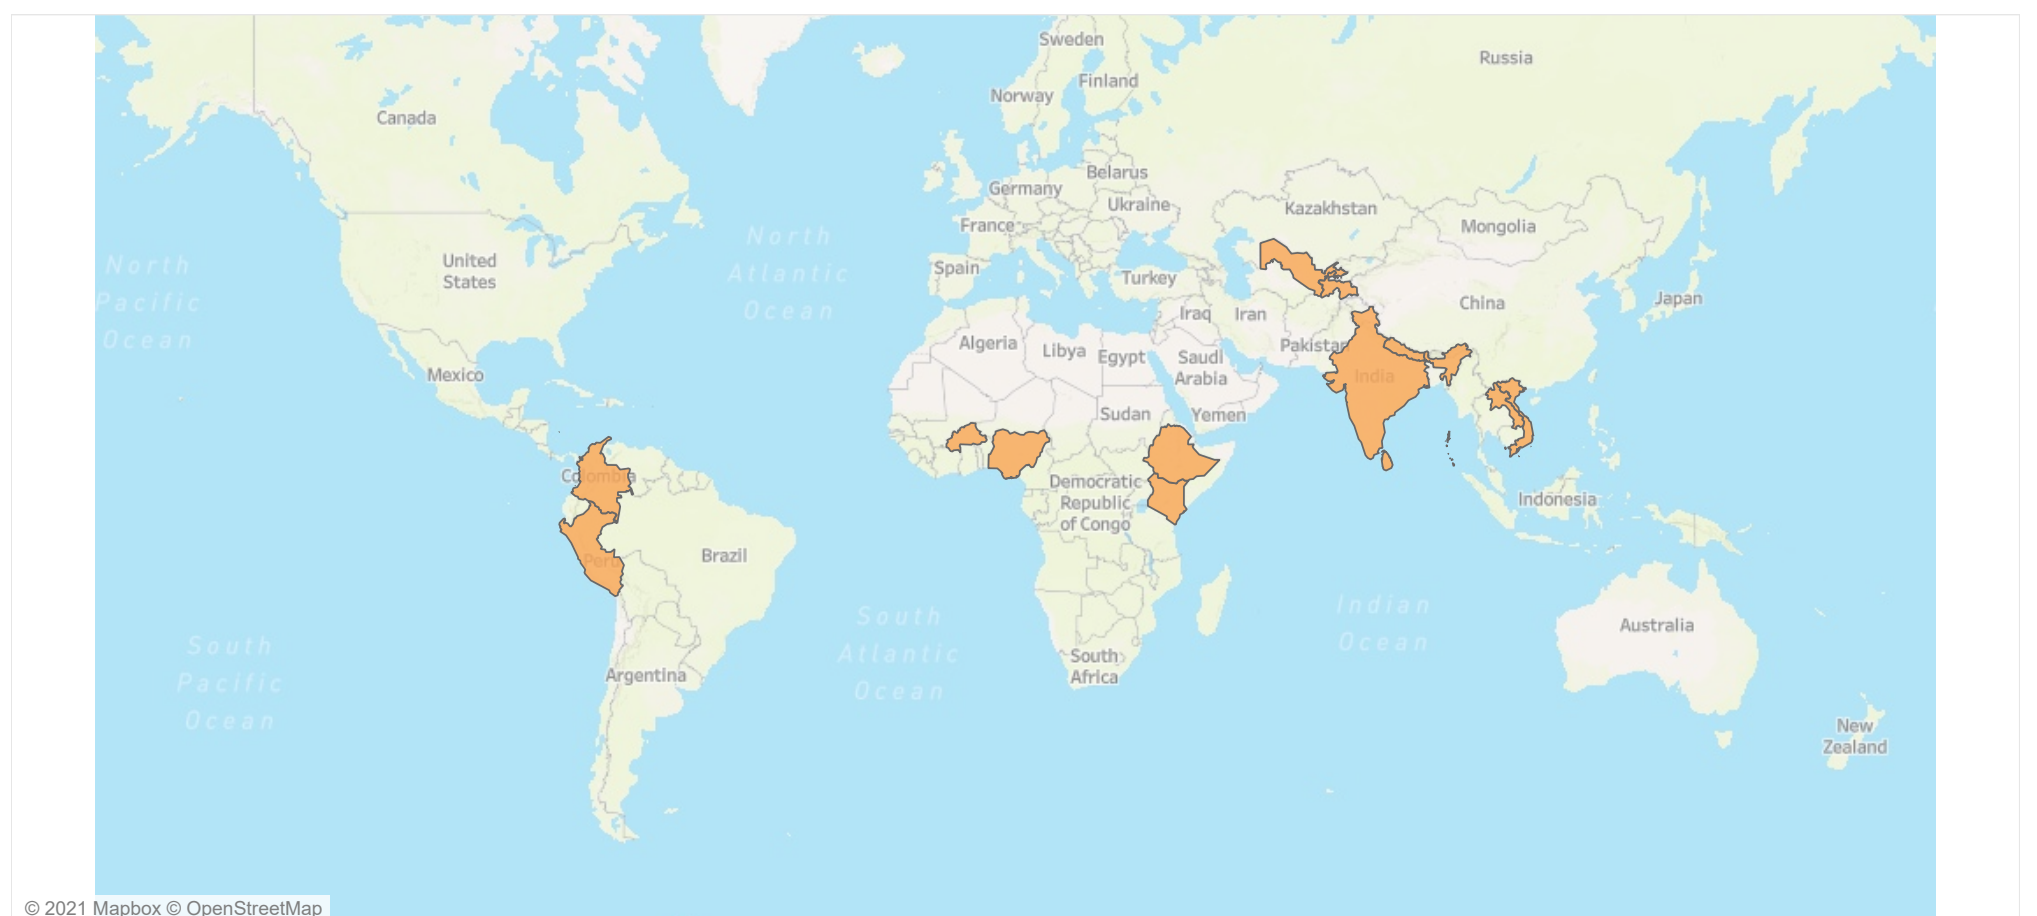 Sweden
Russia
Finland
Norway
Canada
Belarus
Germany
Ukraine
Kazakhstan
France
Mongolia
North
Atlantic
Ocean
North
Pacific
Ocean
United
States
Spain
Turkey
China
Japan
Iraq
Iran
Algeria
Libya
Egypt
Pakistan
Saudi
Arabia
Mexico
India
Sudan
Yemen
Colombia
Democratic
Republic
of Congo
Indonesia
Brazil
Peru
South
Atlantic
Ocean
Indian
Ocean
Australia
South
Pacific
Ocean
South
Africa
Argentina
New
Zealand
© 2021 Mapbox © OpenStreetMap